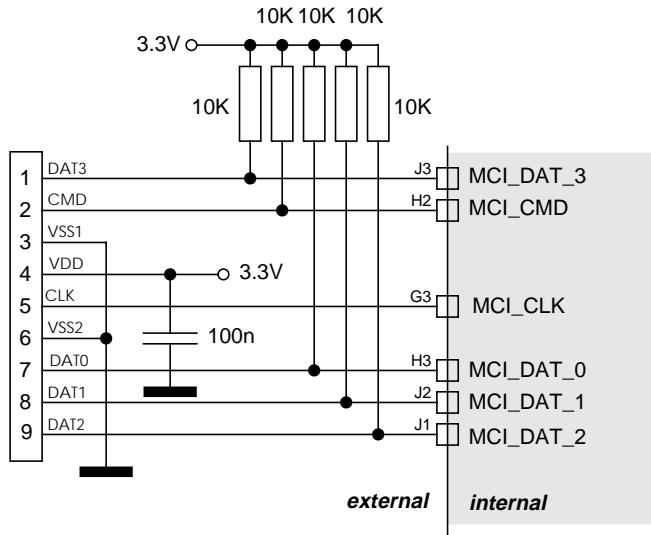 10K 10K 10K
3.3V
10K 10K
1 DAT3 J3 MCI_DAT_3
2 CMD H2 MCI_CMD
3 VSS1
4 VDD 3.3V
5 CLK G3 MCI_CLK
6 VSS2 100n
7 DAT0 H3 MCI_DAT_0
8 DAT1 J2 MCI_DAT_1
9 DAT2 J1 MCI_DAT_2
external internal